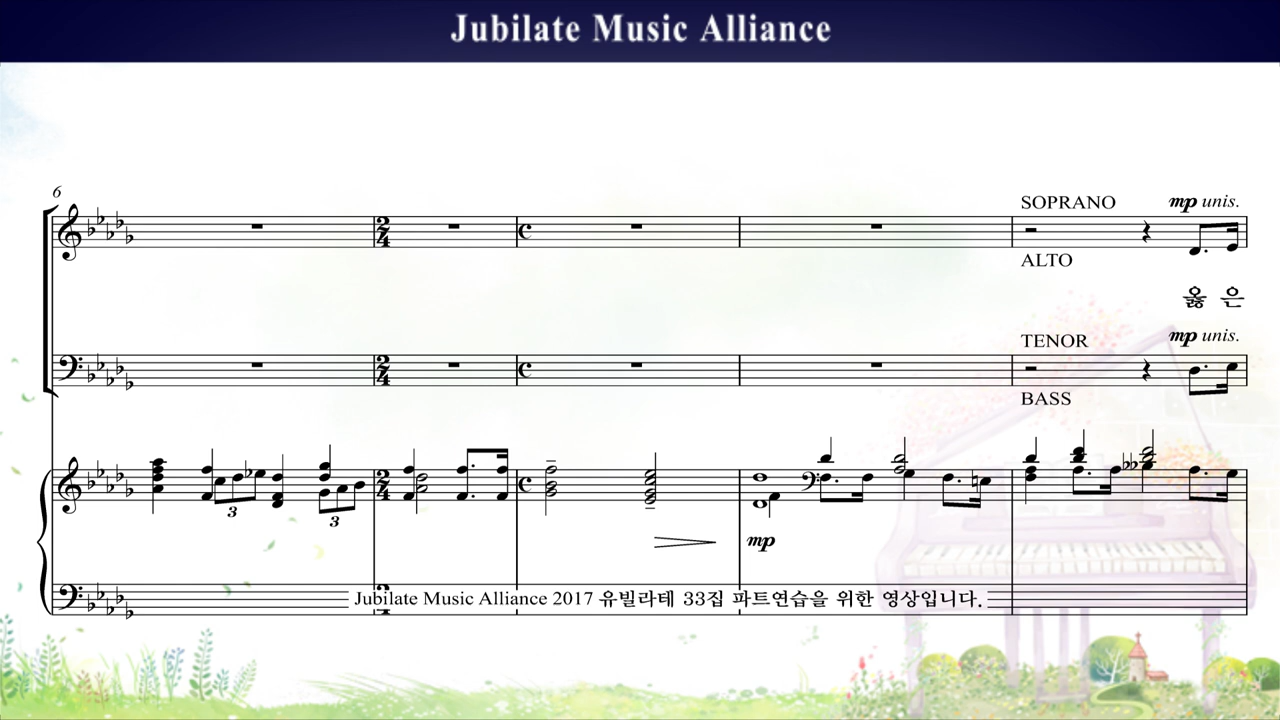 Jubilate Music Alliance
6
SOPRANO mp unis.
ALTO
옳 은
TENOR mp unis.
BASS
3 3
mp
Jubilate Music Alliance 2017 유빌라테 33집 파트연습을 위한 영상입니다.